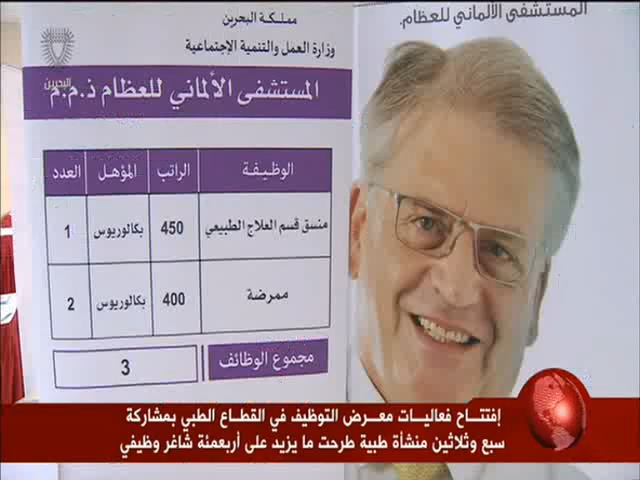 مملكة البحرين
وزارة العمل والتنمية الإجتماعية
المستشفى الألماني للعظام ذ.م.م
الوظيفة الراتب المؤهل العدد
منسق قسم العلاج الطبيعي 450 بكالوريوس 1
ممرضة 400 بكالوريوس 2
مجموع الوظائف 3
المستشفى الألماني للعظام.
البحرين
إفتتاح فعاليات معرض التوظيف في القطاع الطبي بمشاركة
سبع وثلاثين منشأة طبية طرحت ما يزيد على أربعمئة شاغر وظيفي